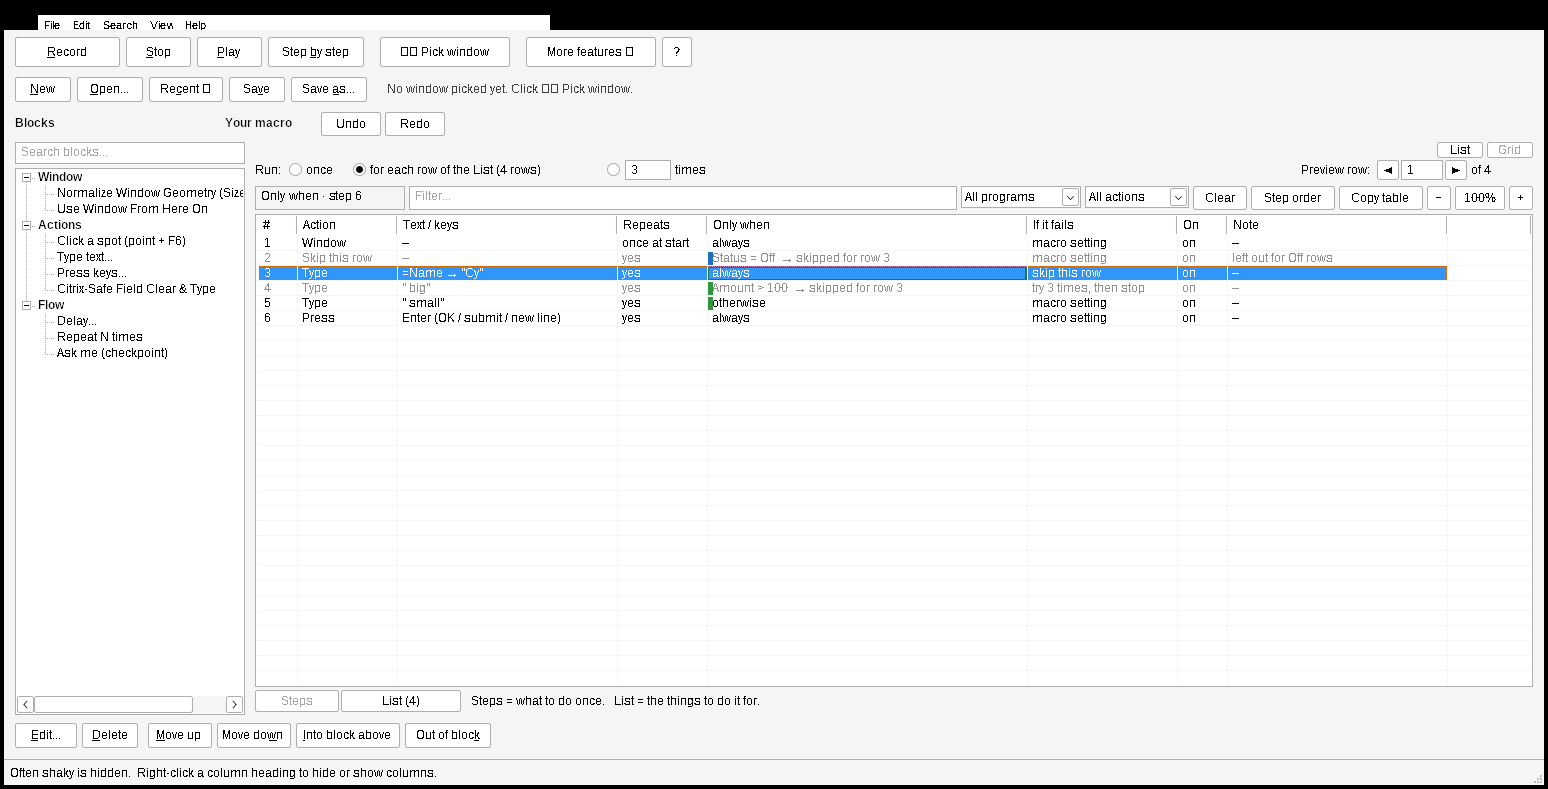 File Edit Search View Help
Record Stop Play Step by step Pick window More features ?
New Open... Recent Save Save as... No window picked yet. Click Pick window.
Blocks Your macro Undo Redo
Search blocks... List Grid
Run: once for each row of the List (4 rows) 3 times Preview row: ◄ 1 ► of 4
Only when · step 6 Filter... All programs All actions Clear Step order Copy table − 100% +
Window
Normalize Window Geometry (Size
Use Window From Here On
Actions
Click a spot (point + F6)
Type text...
Press keys...
Citrix-Safe Field Clear & Type
Flow
Delay...
Repeat N times
Ask me (checkpoint)
# Action Text / keys Repeats Only when If it fails On Note
1 Window – once at start always macro setting on –
2 Skip this row – yes Status = Off → skipped for row 3 macro setting on left out for Off rows
3 Type =Name → "Cy" yes always skip this row on –
4 Type " big" yes Amount > 100 → skipped for row 3 try 3 times, then stop on –
5 Type " small" yes otherwise macro setting on –
6 Press Enter (OK / submit / new line) yes always macro setting on –
Steps List (4) Steps = what to do once. List = the things to do it for.
Edit... Delete Move up Move down Into block above Out of block
Often shaky is hidden. Right-click a column heading to hide or show columns.